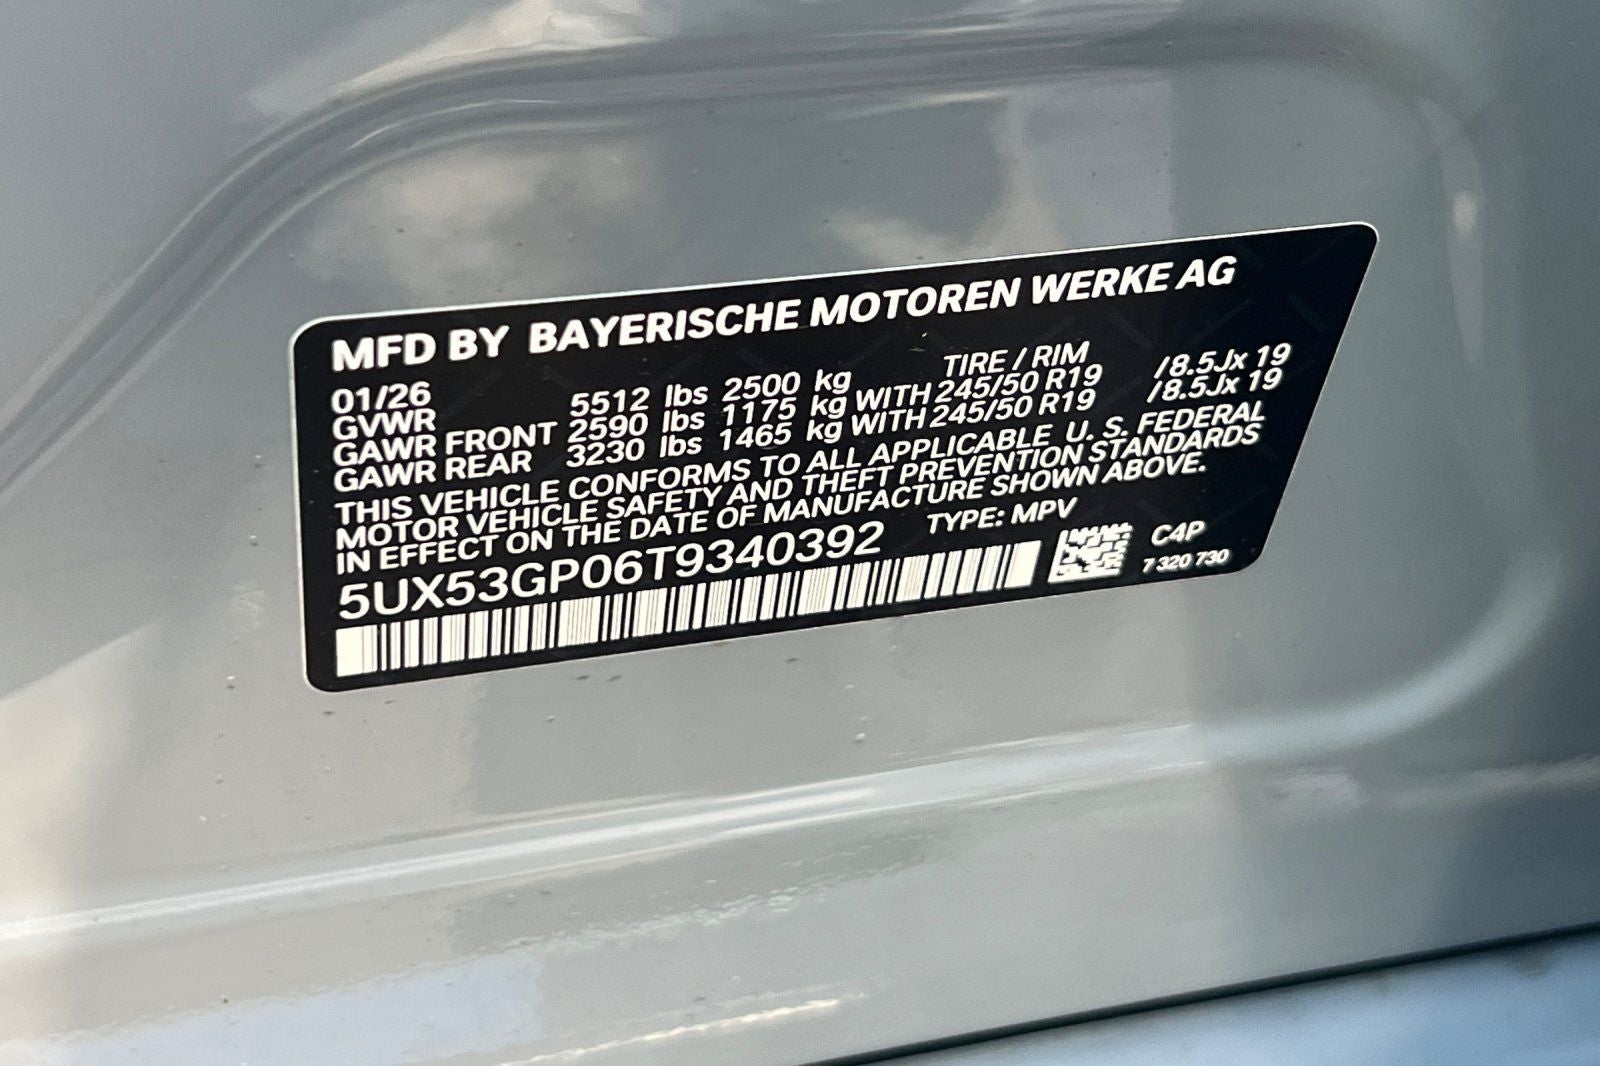 MFD BY BAYERISCHE MOTOREN WERKE AG
01/26 TIRE / RIM
GVWR 5512 lbs 2500 kg
GAWR FRONT 2590 lbs 1175 kg WITH 245/50 R19 /8.5Jx 19
GAWR REAR 3230 lbs 1465 kg WITH 245/50 R19 /8.5Jx 19
THIS VEHICLE CONFORMS TO ALL APPLICABLE U. S. FEDERAL
MOTOR VEHICLE SAFETY AND THEFT PREVENTION STANDARDS
IN EFFECT ON THE DATE OF MANUFACTURE SHOWN ABOVE.
5UX53GP06T9340392 TYPE: MPV
C4P
7 320 730